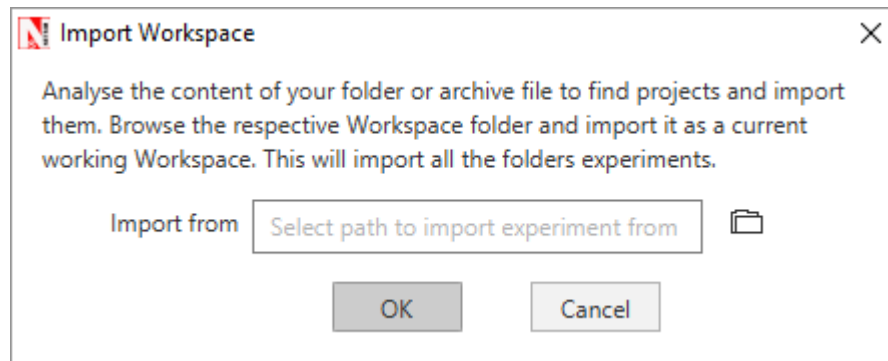 Import Workspace
Analyse the content of your folder or archive file to find projects and import
them. Browse the respective Workspace folder and import it as a current
working Workspace. This will import all the folders experiments.
Import from Select path to import experiment from
OK Cancel